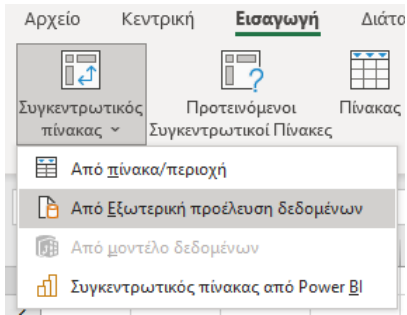 Αρχείο Κεντρική Εισαγωγή Διάτα
Συγκεντρωτικός πίνακας
Προτεινόμενοι Συγκεντρωτικοί Πίνακες
Πίνακας
Από πίνακα/περιοχή
Από Εξωτερική προέλευση δεδομένων
Από μοντέλο δεδομένων
Συγκεντρωτικός πίνακας από Power BI